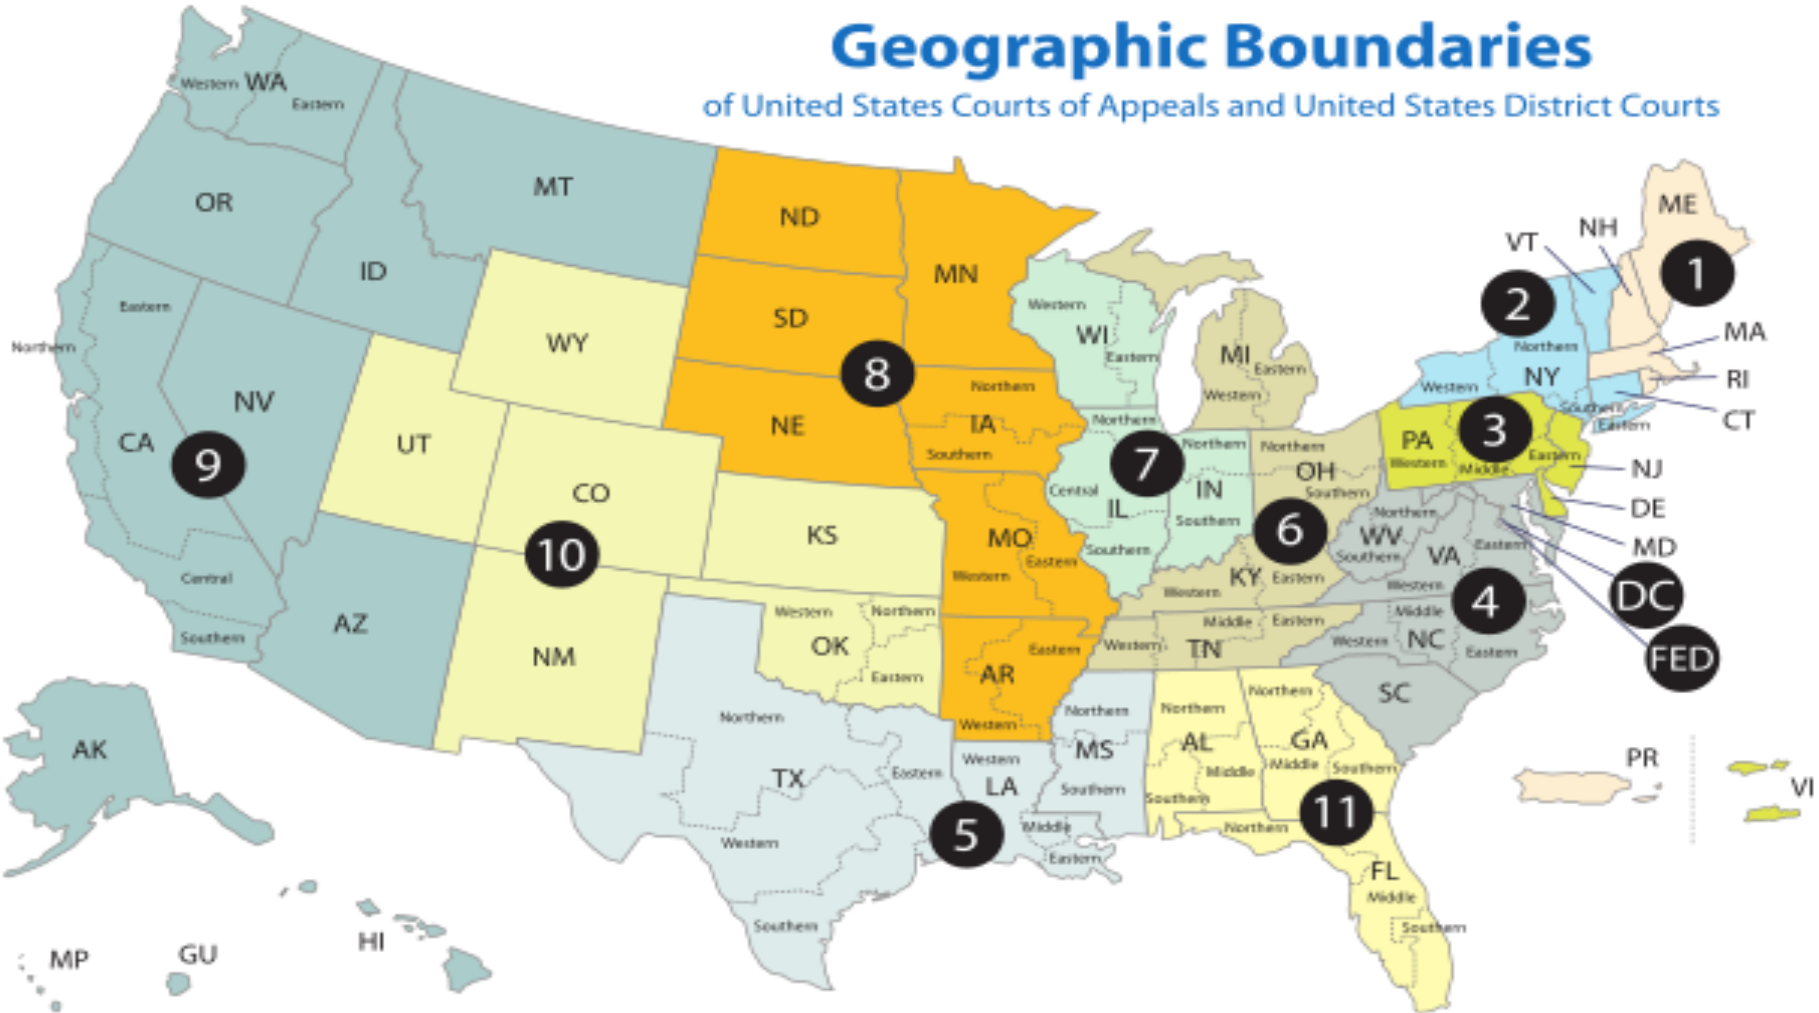 Geographic Boundaries
of United States Courts of Appeals and United States District Courts
Western WA
Eastern
OR
MT
ID
ND
MN
SD
WY
8
NE
Northern
IA
Southern
Eastern
Northern
NV
CA
9
UT
CO
10
KS
Central
Southern
AZ
NM
Western
Northern
OK
Eastern
MO
Eastern
Western
Eastern
AR
Western
Western
WI
Eastern
MI
Eastern
Western
Northern
7
Northern
Central
IL
IN
Southern
Southern
Northern
OH
Southern
6
KY
Eastern
Western
Middle
Eastern
Western
TN
ME
NH
VT
1
2
MA
Northern
RI
Western
NY
Southern
CT
Eastern
3
PA
Western
Middle
Eastern
NJ
DE
Northern
WV
Southern
VA
Eastern
Western
MD
DC
4
FED
Middle
Western
NC
Eastern
SC
Northern
TX
Eastern
Western
Southern
Western
LA
5
Middle
Eastern
Northern
MS
Southern
Northern
AL
Middle
Southern
Northern
GA
Middle
Southern
11
Northern
FL
Middle
Southern
AK
HI
GU
MP
PR
VI